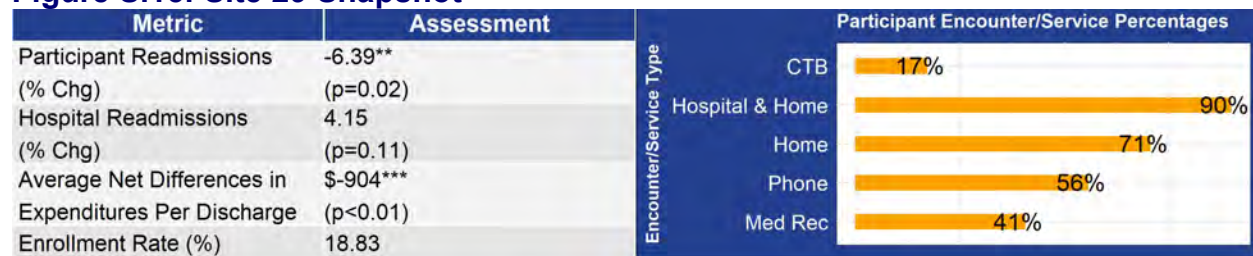 Metric Assessment
Participant Readmissions -6.39**
(% Chg) (p=0.02)
Hospital Readmissions 4.15
(% Chg) (p=0.11)
Average Net Differences in $-904***
Expenditures Per Discharge (p<0.01)
Enrollment Rate (%) 18.83
Participant Encounter/Service Percentages
Encounter/Service Type
CTB 17%
Hospital & Home 90%
Home 71%
Phone 56%
Med Rec 41%